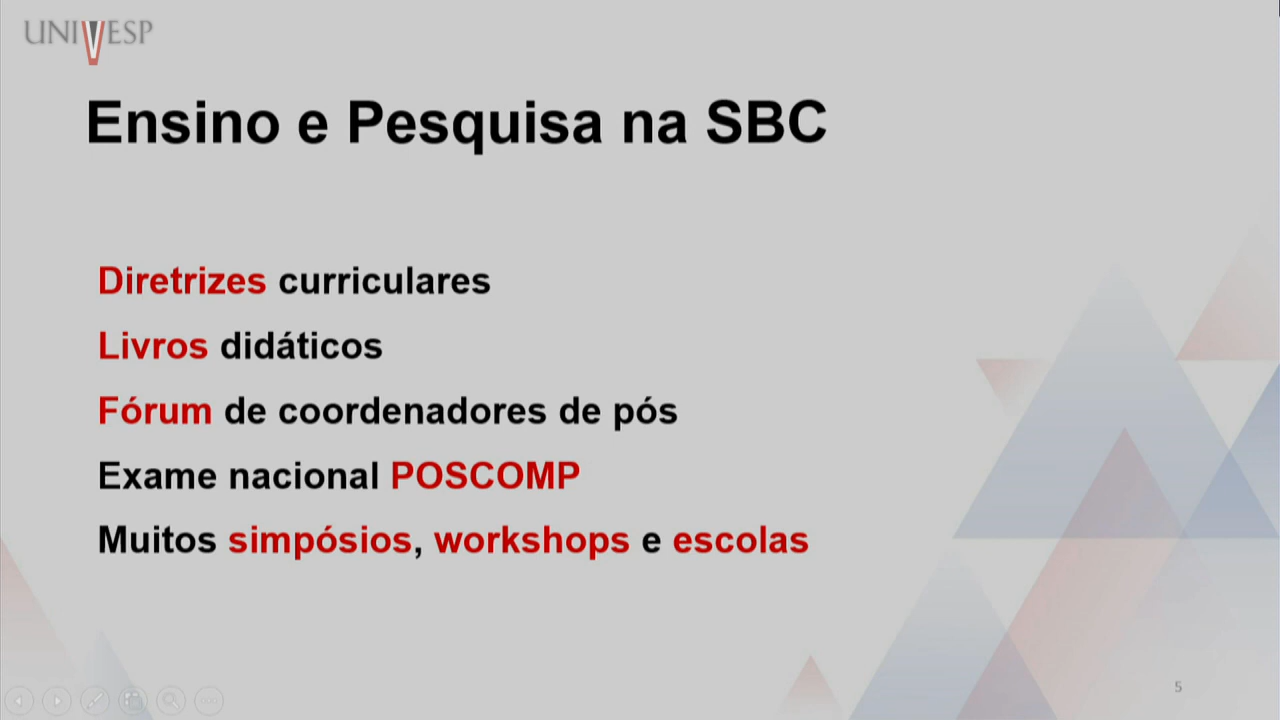 UNIVESP
Ensino e Pesquisa na SBC
Diretrizes curriculares
Livros didáticos
Fórum de coordenadores de pós
Exame nacional POSCOMP
Muitos simpósios, workshops e escolas
5